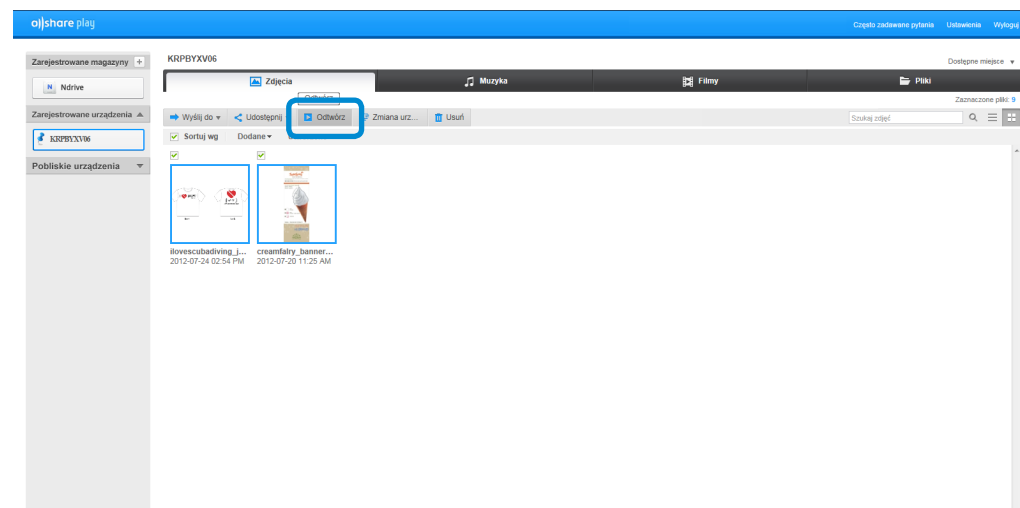 allshare play
Często zadawane pytania Ustawienia Wyloguj
Zarejestrowane magazyny +
KRPBYXV06
Dostępne miejsce
N Ndrive
Zdjęcia Muzyka Filmy Pliki
Odtwórz
Zaznaczone pliki: 9
Zarejestrowane urządzenia
Wyślij do Udostępnij Odtwórz Zmiana urz... Usuń
Szukaj zdjęć
KRPBYXV06
Sortuj wg Dodane
Pobliskie urządzenia
ilovescubadiving_j... creamfalry_banner...
2012-07-24 02:54 PM 2012-07-20 11:25 AM